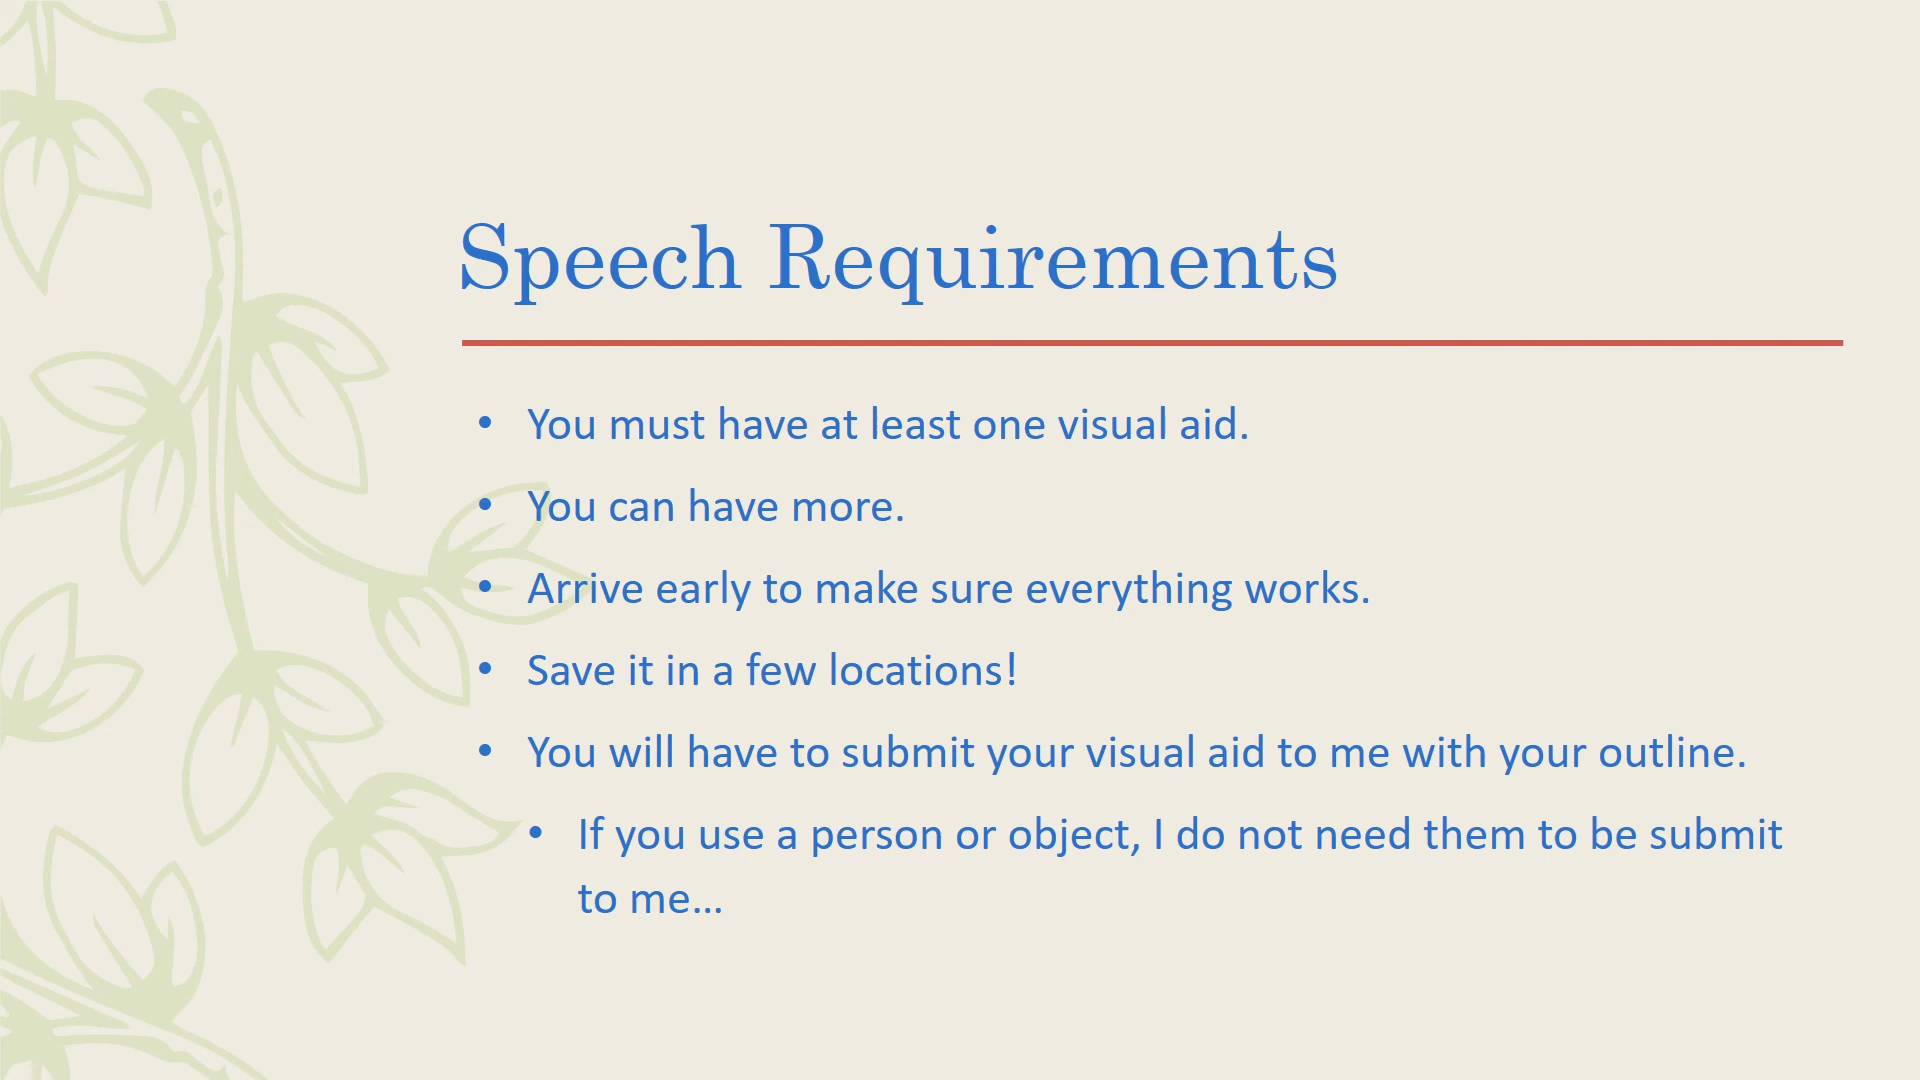 Speech Requirements
• You must have at least one visual aid.
• You can have more.
• Arrive early to make sure everything works.
• Save it in a few locations!
• You will have to submit your visual aid to me with your outline.
• If you use a person or object, I do not need them to be submit
to me...